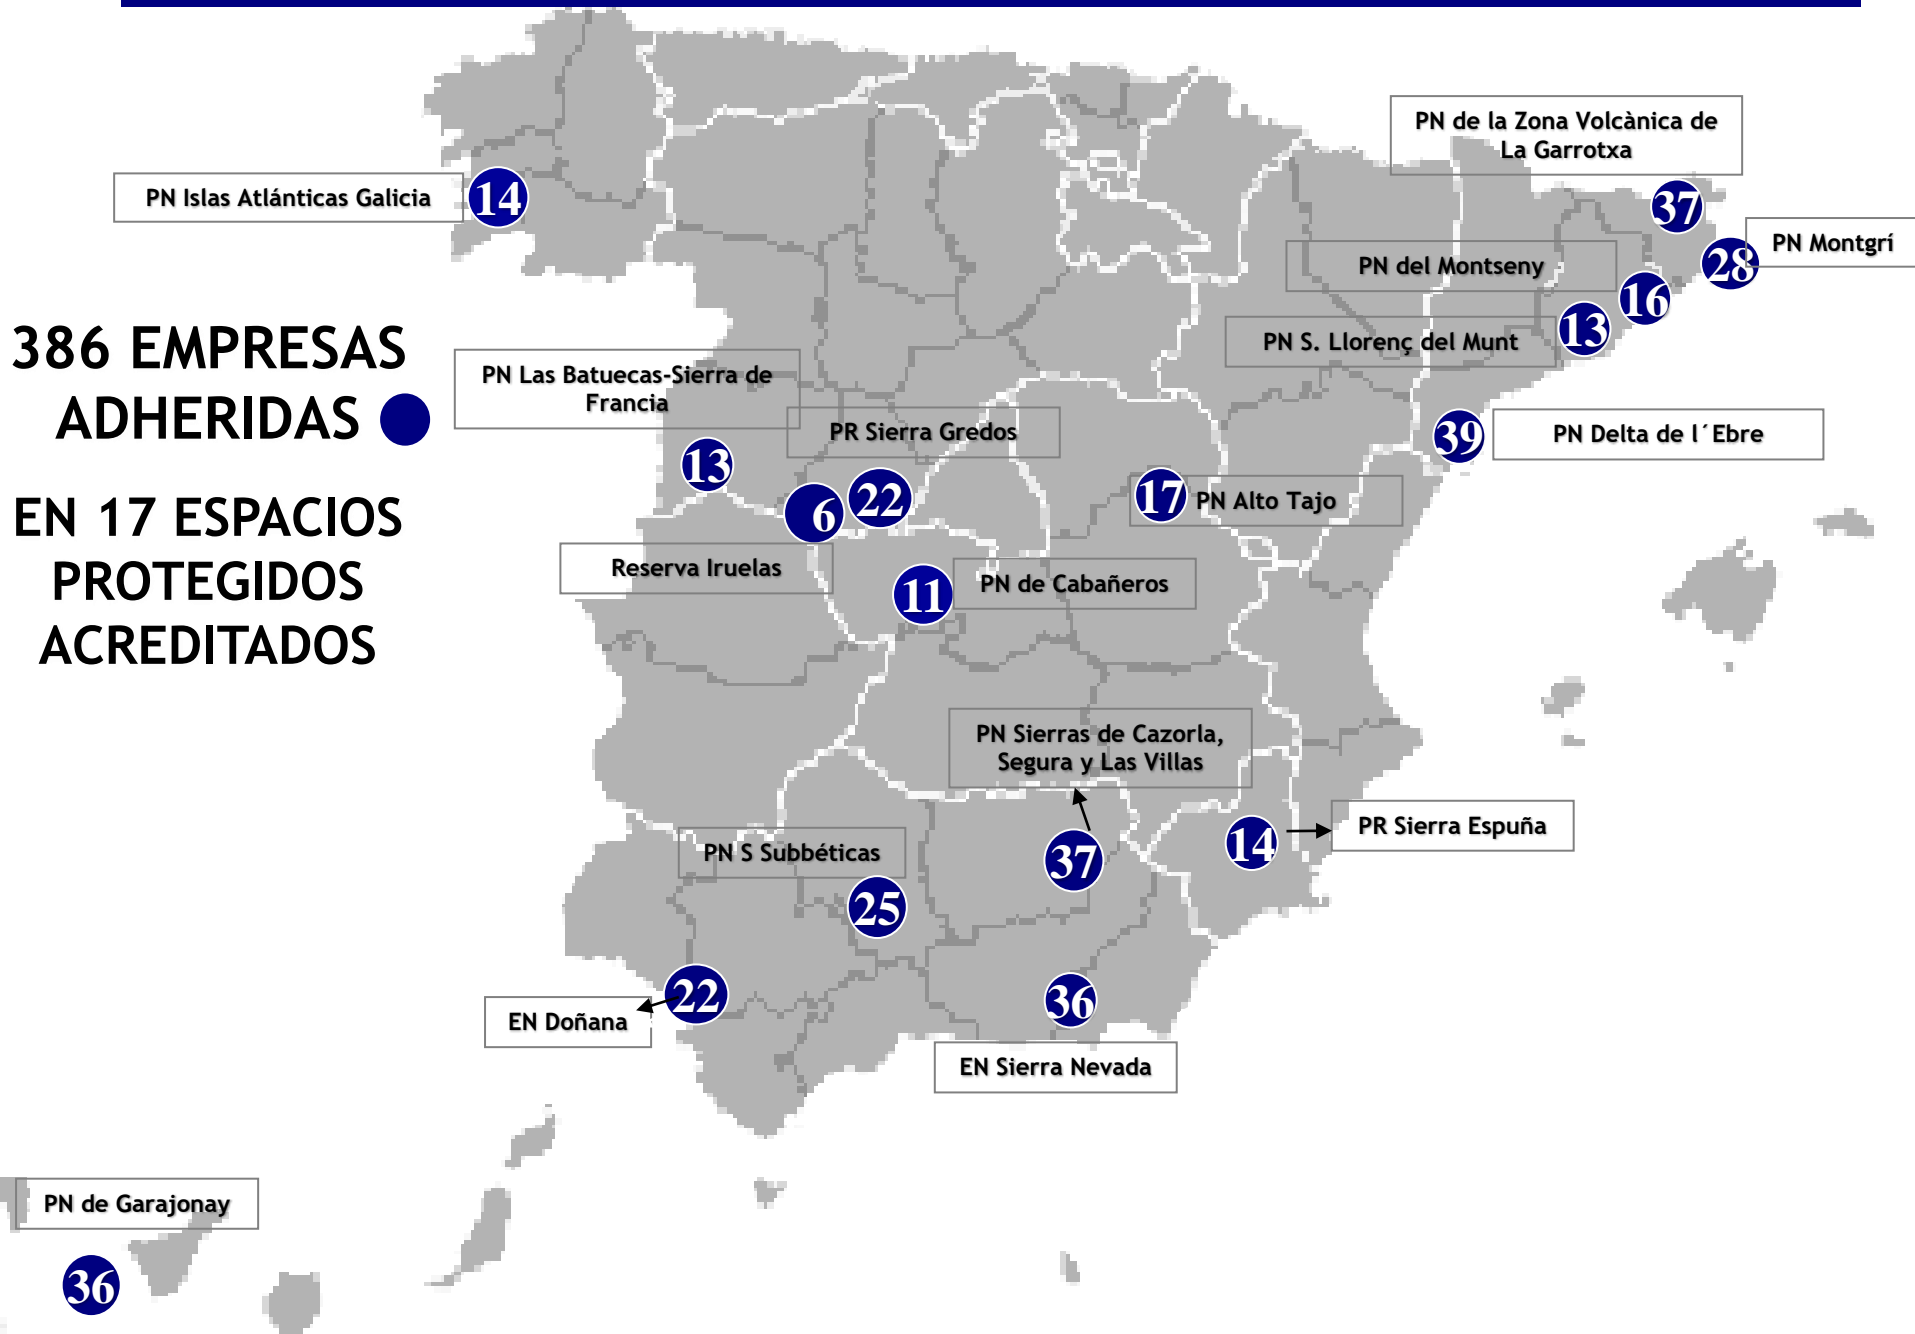 PN de la Zona Volcànica de
La Garrotxa
PN Islas Atlánticas Galicia
14
37
PN Montgrí
28
PN del Montseny
16
PN S. Llorenç del Munt
13
386 EMPRESAS
ADHERIDAS
EN 17 ESPACIOS
PROTEGIDOS
ACREDITADOS
PN Las Batuecas-Sierra de
Francia
13
PR Sierra Gredos
22
6
Reserva Iruelas
39
PN Delta de l´Ebre
17
PN Alto Tajo
11
PN de Cabañeros
PN Sierras de Cazorla,
Segura y Las Villas
37
14
PR Sierra Espuña
PN S Subbéticas
25
22
EN Doñana
36
EN Sierra Nevada
PN de Garajonay
36